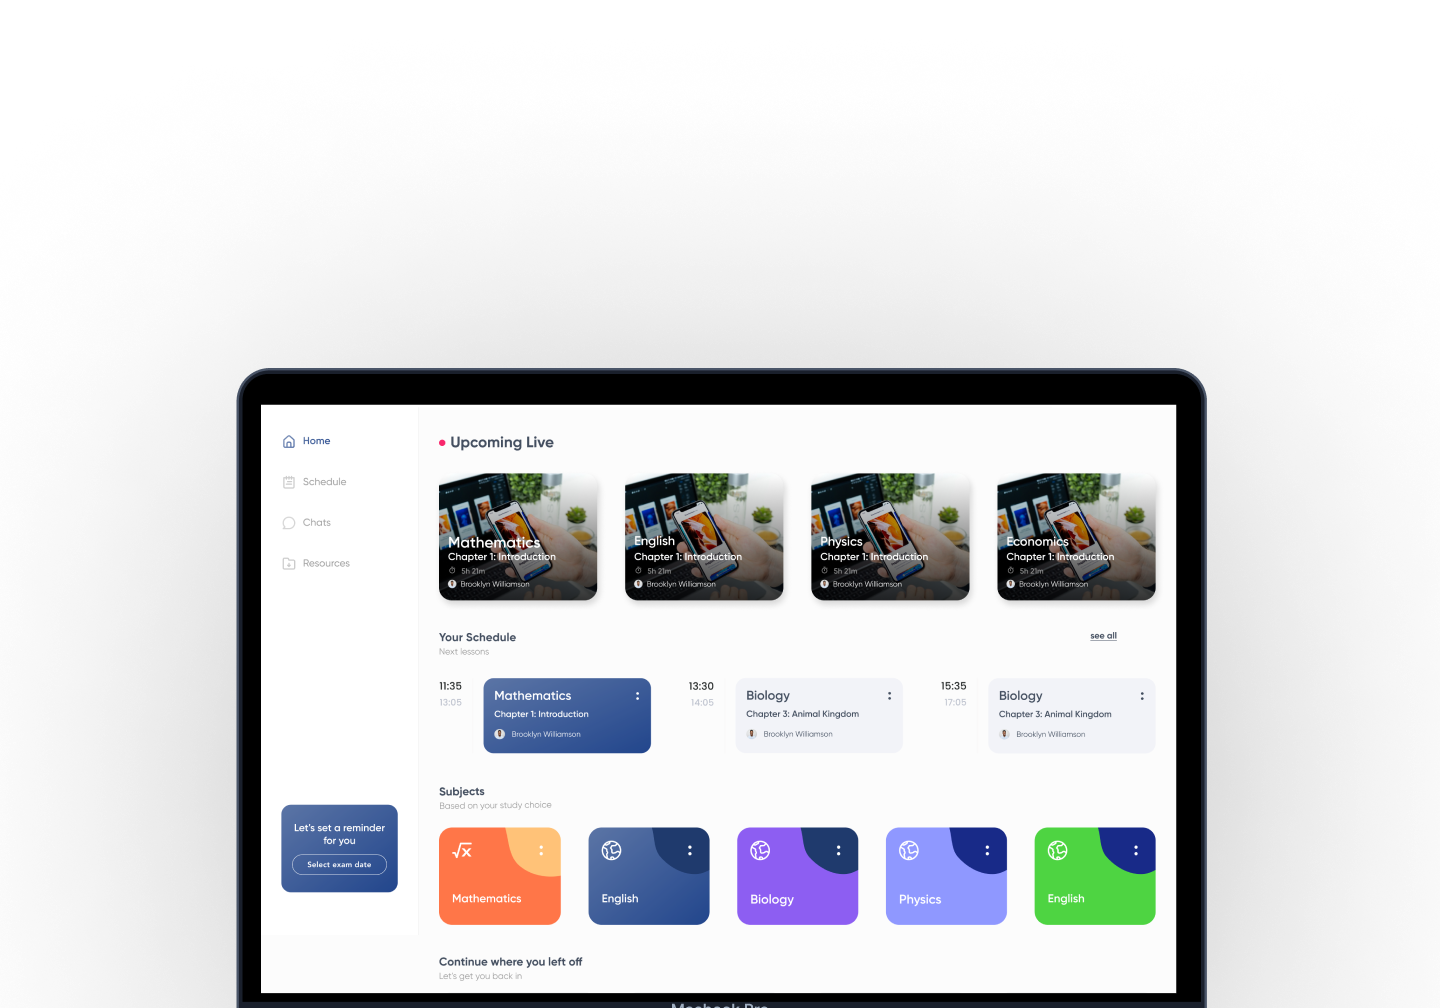 Home
Schedule
Chats
Resources
Let's set a reminder
for you
Select exam date
Upcoming Live
Mathematics
Chapter 1: Introduction
5h 21m
Brooklyn Williamson
English
Chapter 1: Introduction
5h 21m
Brooklyn Williamson
Physics
Chapter 1: Introduction
5h 21m
Brooklyn Williamson
Economics
Chapter 1: Introduction
5h 21m
Brooklyn Williamson
Your Schedule
see all
Next lessons
11:35
13:05
Mathematics
Chapter 1: Introduction
Brooklyn Williamson
13:30
14:05
Biology
Chapter 3: Animal Kingdom
Brooklyn Williamson
15:35
17:05
Biology
Chapter 3: Animal Kingdom
Brooklyn Williamson
Subjects
Based on your study choice
√x
Mathematics
English
Biology
Physics
English
Continue where you left off
Let's get you back in
Macbook Pro